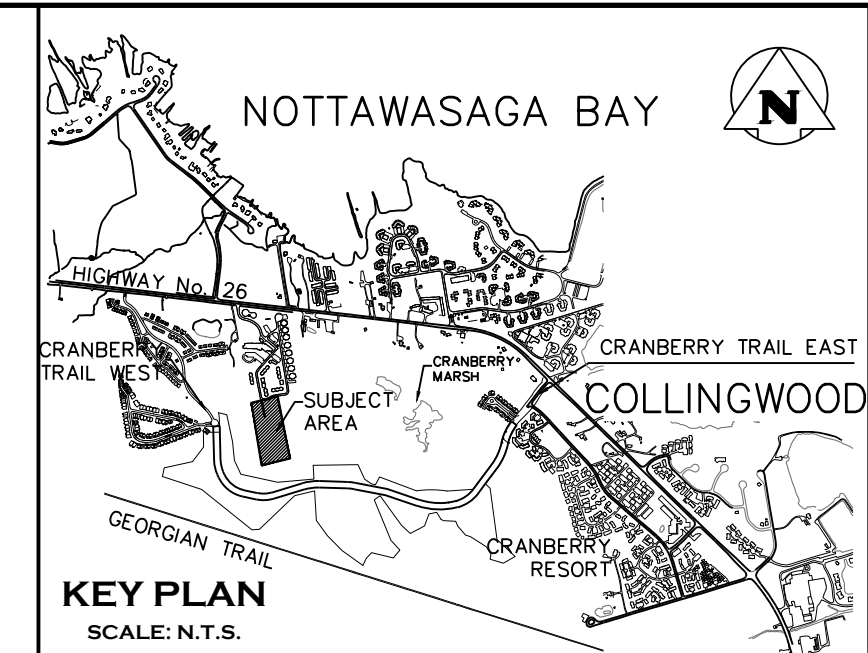 NOTTAWASAGA BAY
N
HIGHWAY No. 26
CRANBERRY
TRAIL WEST
SUBJECT
AREA
CRANBERRY
MARSH
CRANBERRY TRAIL EAST
COLLINGWOOD
GEORGIAN TRAIL
CRANBERRY
RESORT
KEY PLAN
SCALE: N.T.S.